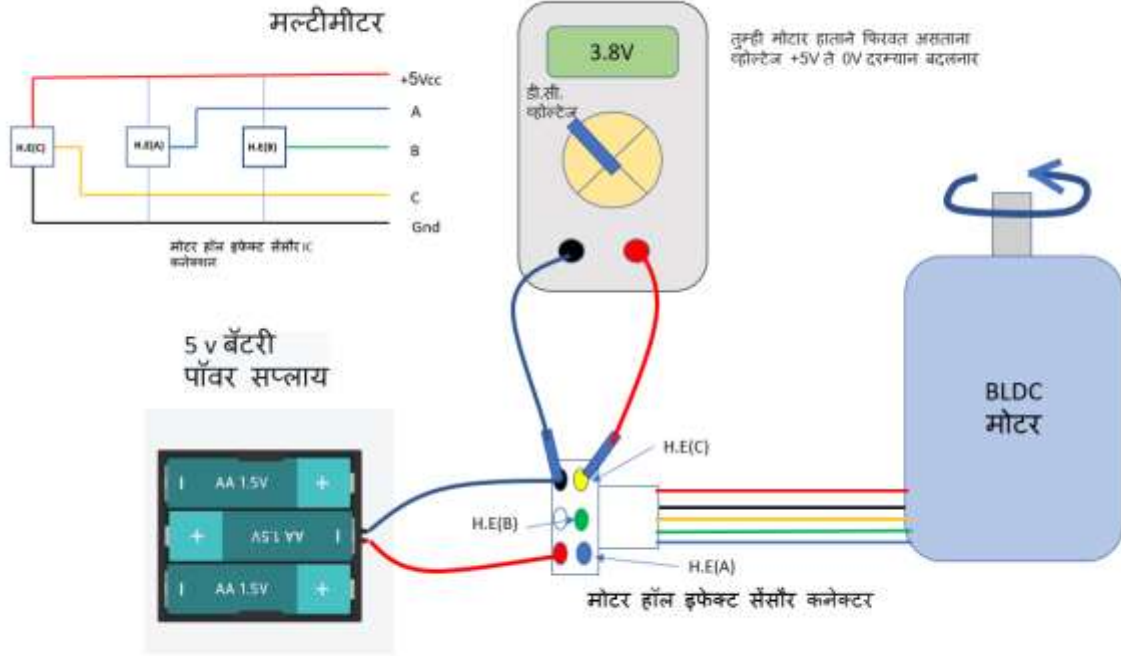 मल्टीमीटर
+5Vcc
A
B
C
Gnd
H.E(C)
H.E(A)
H.E(B)
मोटर हॉल इफेक्ट सेंसौर IC
कनेक्शन
3.8V
डी.सी.
व्होल्टेज
तुम्ही मोटार हाताने फिरवत असताना
व्होल्टेज +5V ते 0V दरम्यान बदलनार
5 v बॅटरी
पॉवर सप्लाय
AA 1.5V
AA 1.5V
AA 1.5V
H.E(C)
H.E(B)
H.E(A)
मोटर हॉल इफेक्ट सेंसौर कनेक्टर
BLDC
मोटर